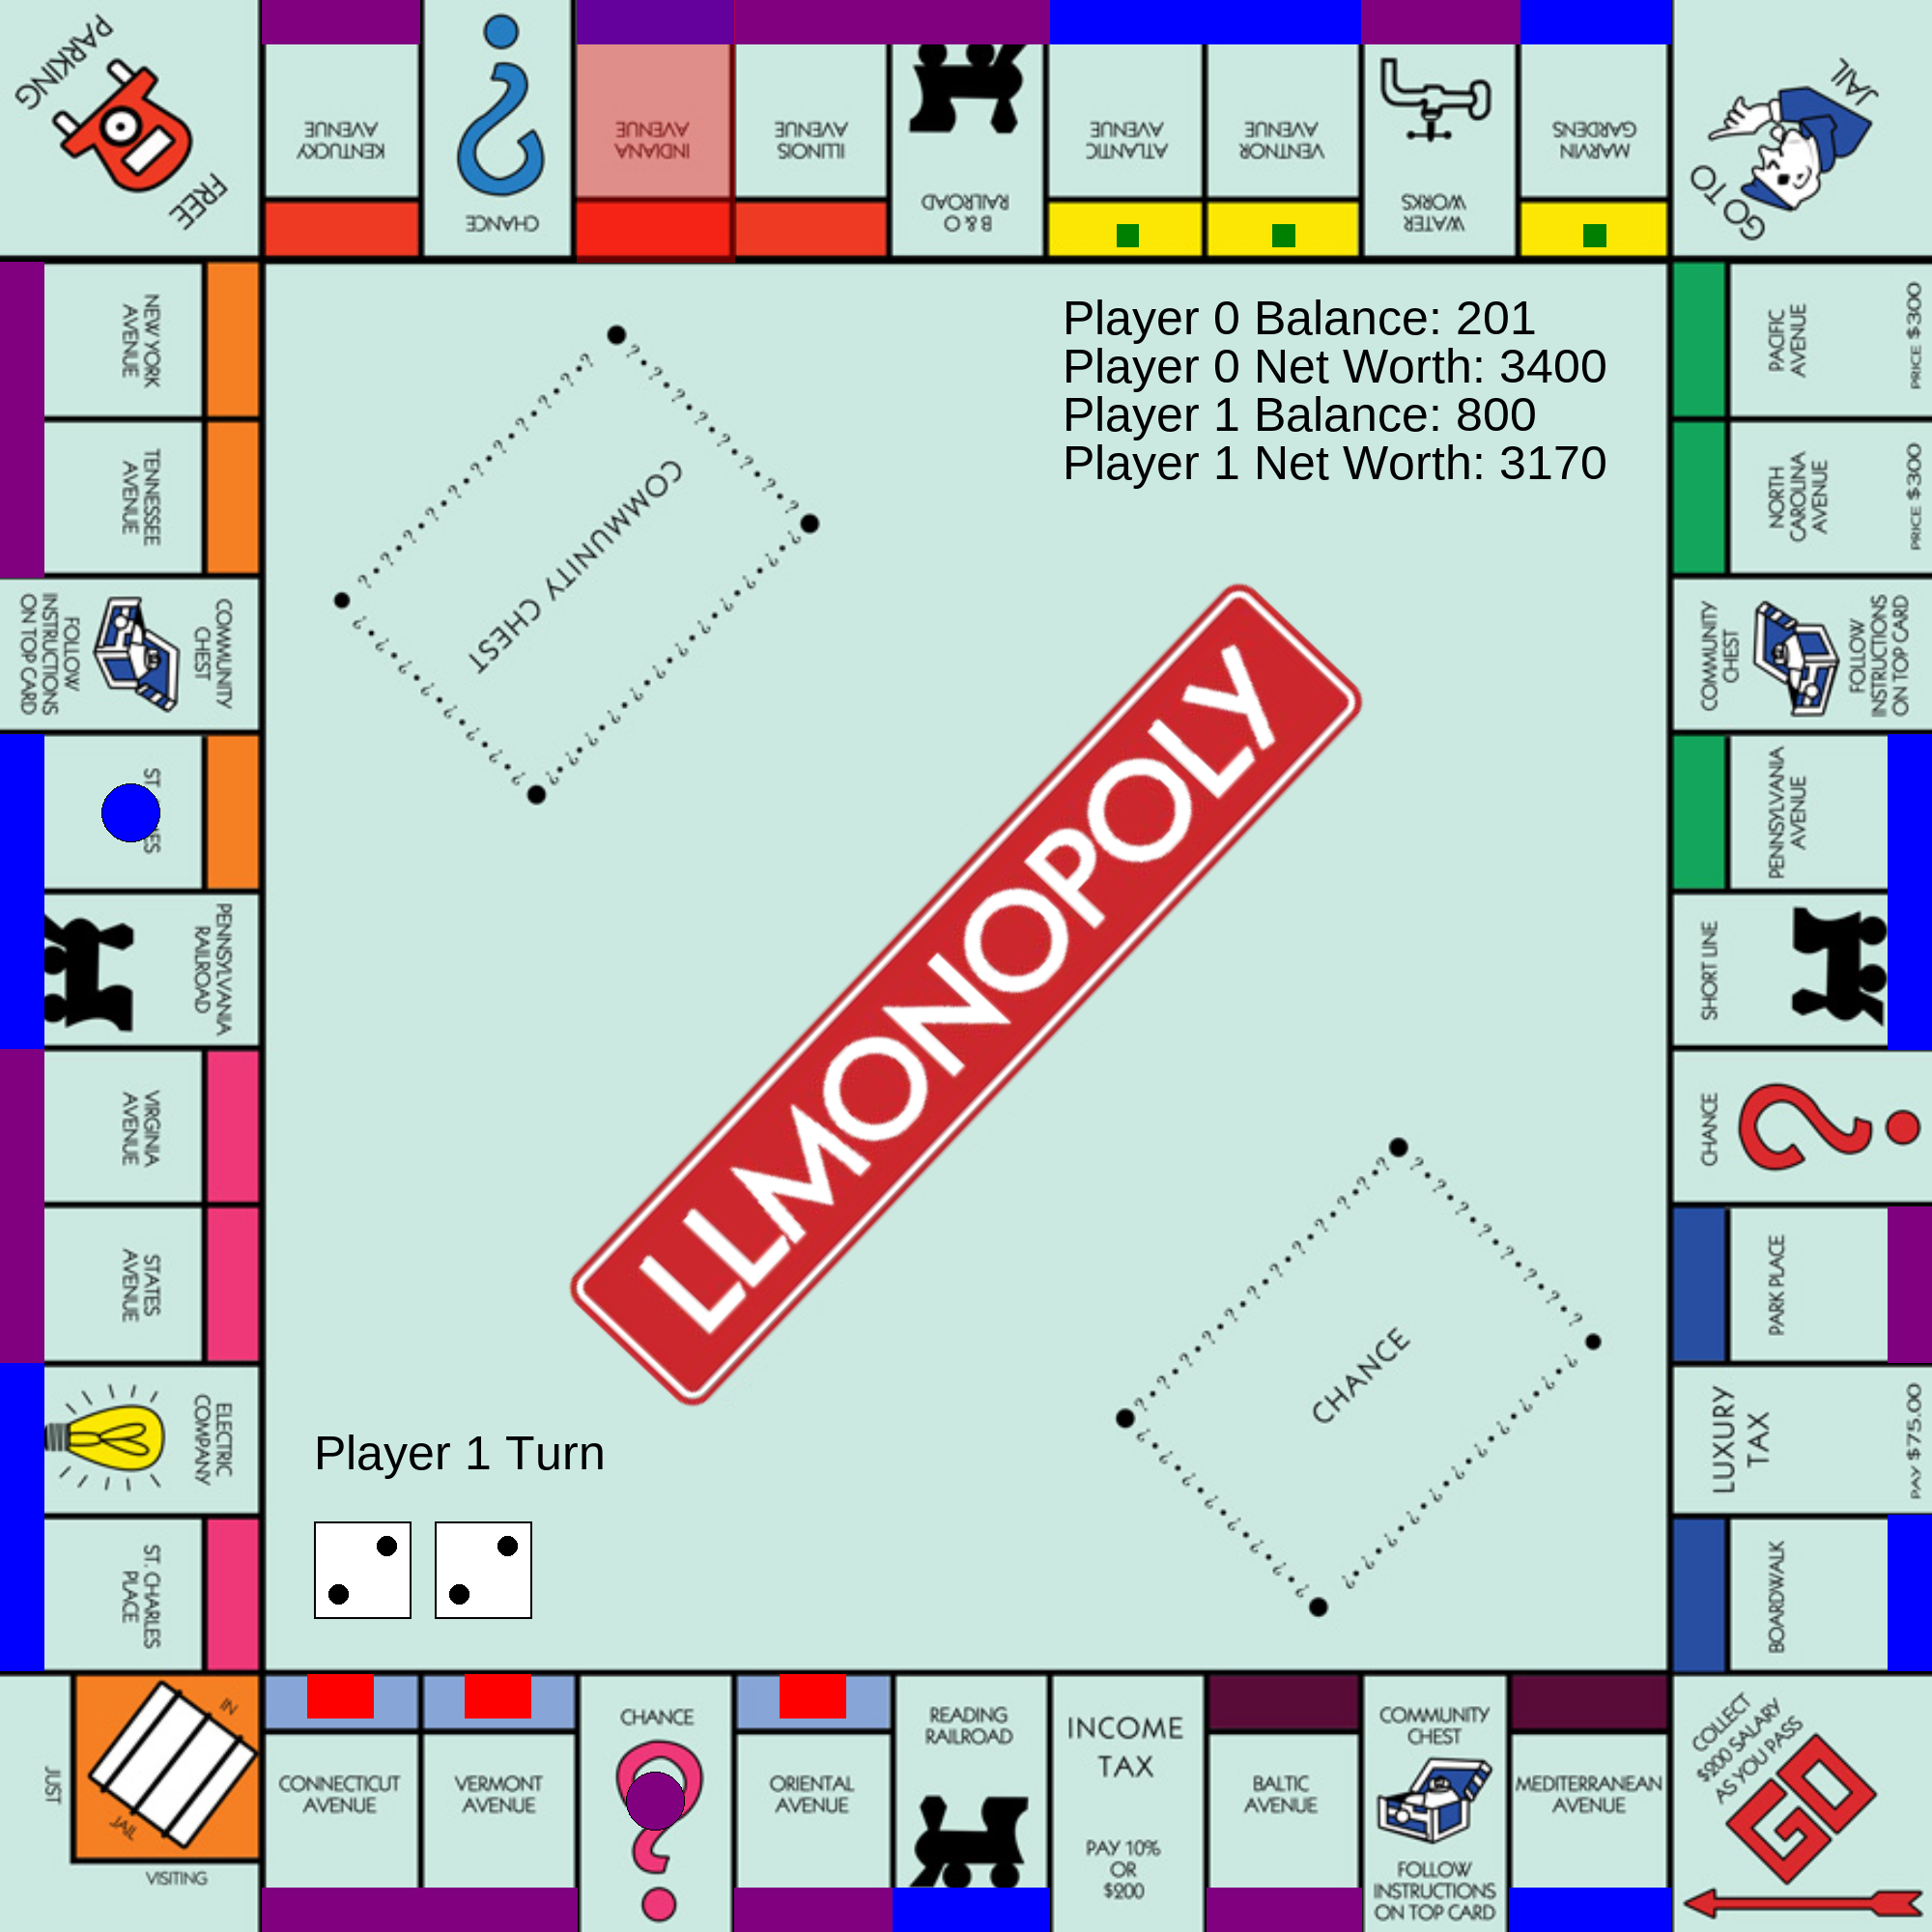 PARKING
FREE
KENTUCKY
AVENUE
CHANCE
INDIANA
AVENUE
ILLINOIS
AVENUE
B & O
RAILROAD
ATLANTIC
AVENUE
VENTNOR
AVENUE
WATER
WORKS
MARVIN
GARDENS
GO TO
JAIL
NEW YORK
AVENUE
TENNESSEE
AVENUE
COMMUNITY
CHEST
FOLLOW
INSTRUCTIONS
ON TOP CARD
ST
ES
PENNSYLVANIA
RAILROAD
VIRGINIA
AVENUE
STATES
AVENUE
ELECTRIC
COMPANY
ST. CHARLES
PLACE
COMMUNITY CHEST
Player 0 Balance: 201
Player 0 Net Worth: 3400
Player 1 Balance: 800
Player 1 Net Worth: 3170
LLMONOPOLY
CHANCE
Player 1 Turn
PACIFIC
AVENUE
PRICE $300
NORTH
CAROLINA
AVENUE
PRICE $300
COMMUNITY
CHEST
FOLLOW
INSTRUCTIONS
ON TOP CARD
PENNSYLVANIA
AVENUE
SHORT LINE
CHANCE
PARK PLACE
LUXURY
TAX
PAY $75.00
BOARDWALK
JUST
VISITING
IN
JAIL
CONNECTICUT
AVENUE
VERMONT
AVENUE
CHANCE
ORIENTAL
AVENUE
READING
RAILROAD
INCOME
TAX
PAY 10%
OR
$200
BALTIC
AVENUE
COMMUNITY
CHEST
FOLLOW
INSTRUCTIONS
ON TOP CARD
MEDITERRANEAN
AVENUE
COLLECT
$200 SALARY
AS YOU PASS
GO